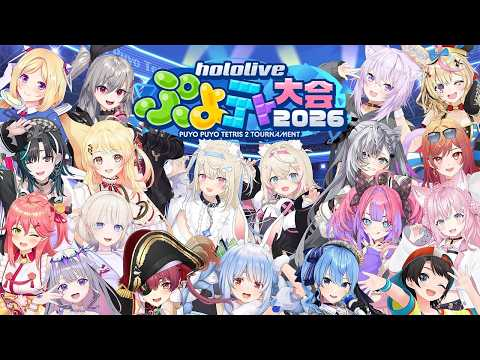 hololive
ぷよテト大会
2026
PUYO PUYO TETRIS 2 TOURNAMENT